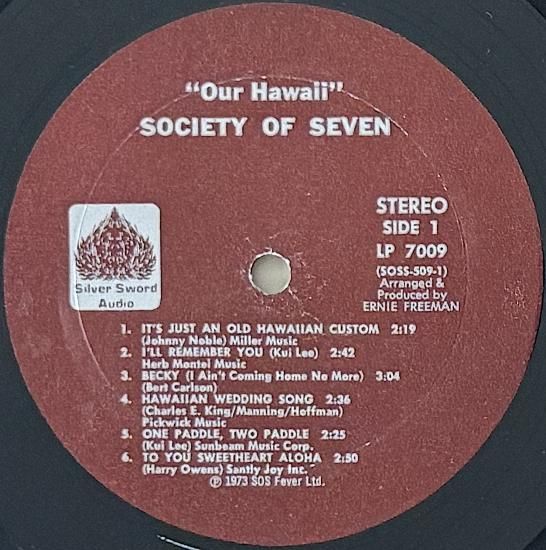 "Our Hawaii"
SOCIETY OF SEVEN
Silver Sword
Audio
STEREO
SIDE 1
LP 7009
(SOSS-509-1)
Arranged &
Produced by
ERNIE FREEMAN
1. IT'S JUST AN OLD HAWAIIAN CUSTOM 2:19
(Johnny Noble) Miller Music
2. I'LL REMEMBER YOU (Kui Lee) 2:42
Herb Montei Music
3. BECKY (I Ain't Coming Home No More) 3:04
(Bert Carlson)
4. HAWAIIAN WEDDING SONG 2:36
(Charles E. King/Manning/Hoffman)
Pickwick Music
5. ONE PADDLE, TWO PADDLE 2:25
(Kui Lee) Sunbeam Music Corp.
6. TO YOU SWEETHEART ALOHA 2:50
(Harry Owens) Santly Joy Inc.
℗ 1973 SOS Fever Ltd.